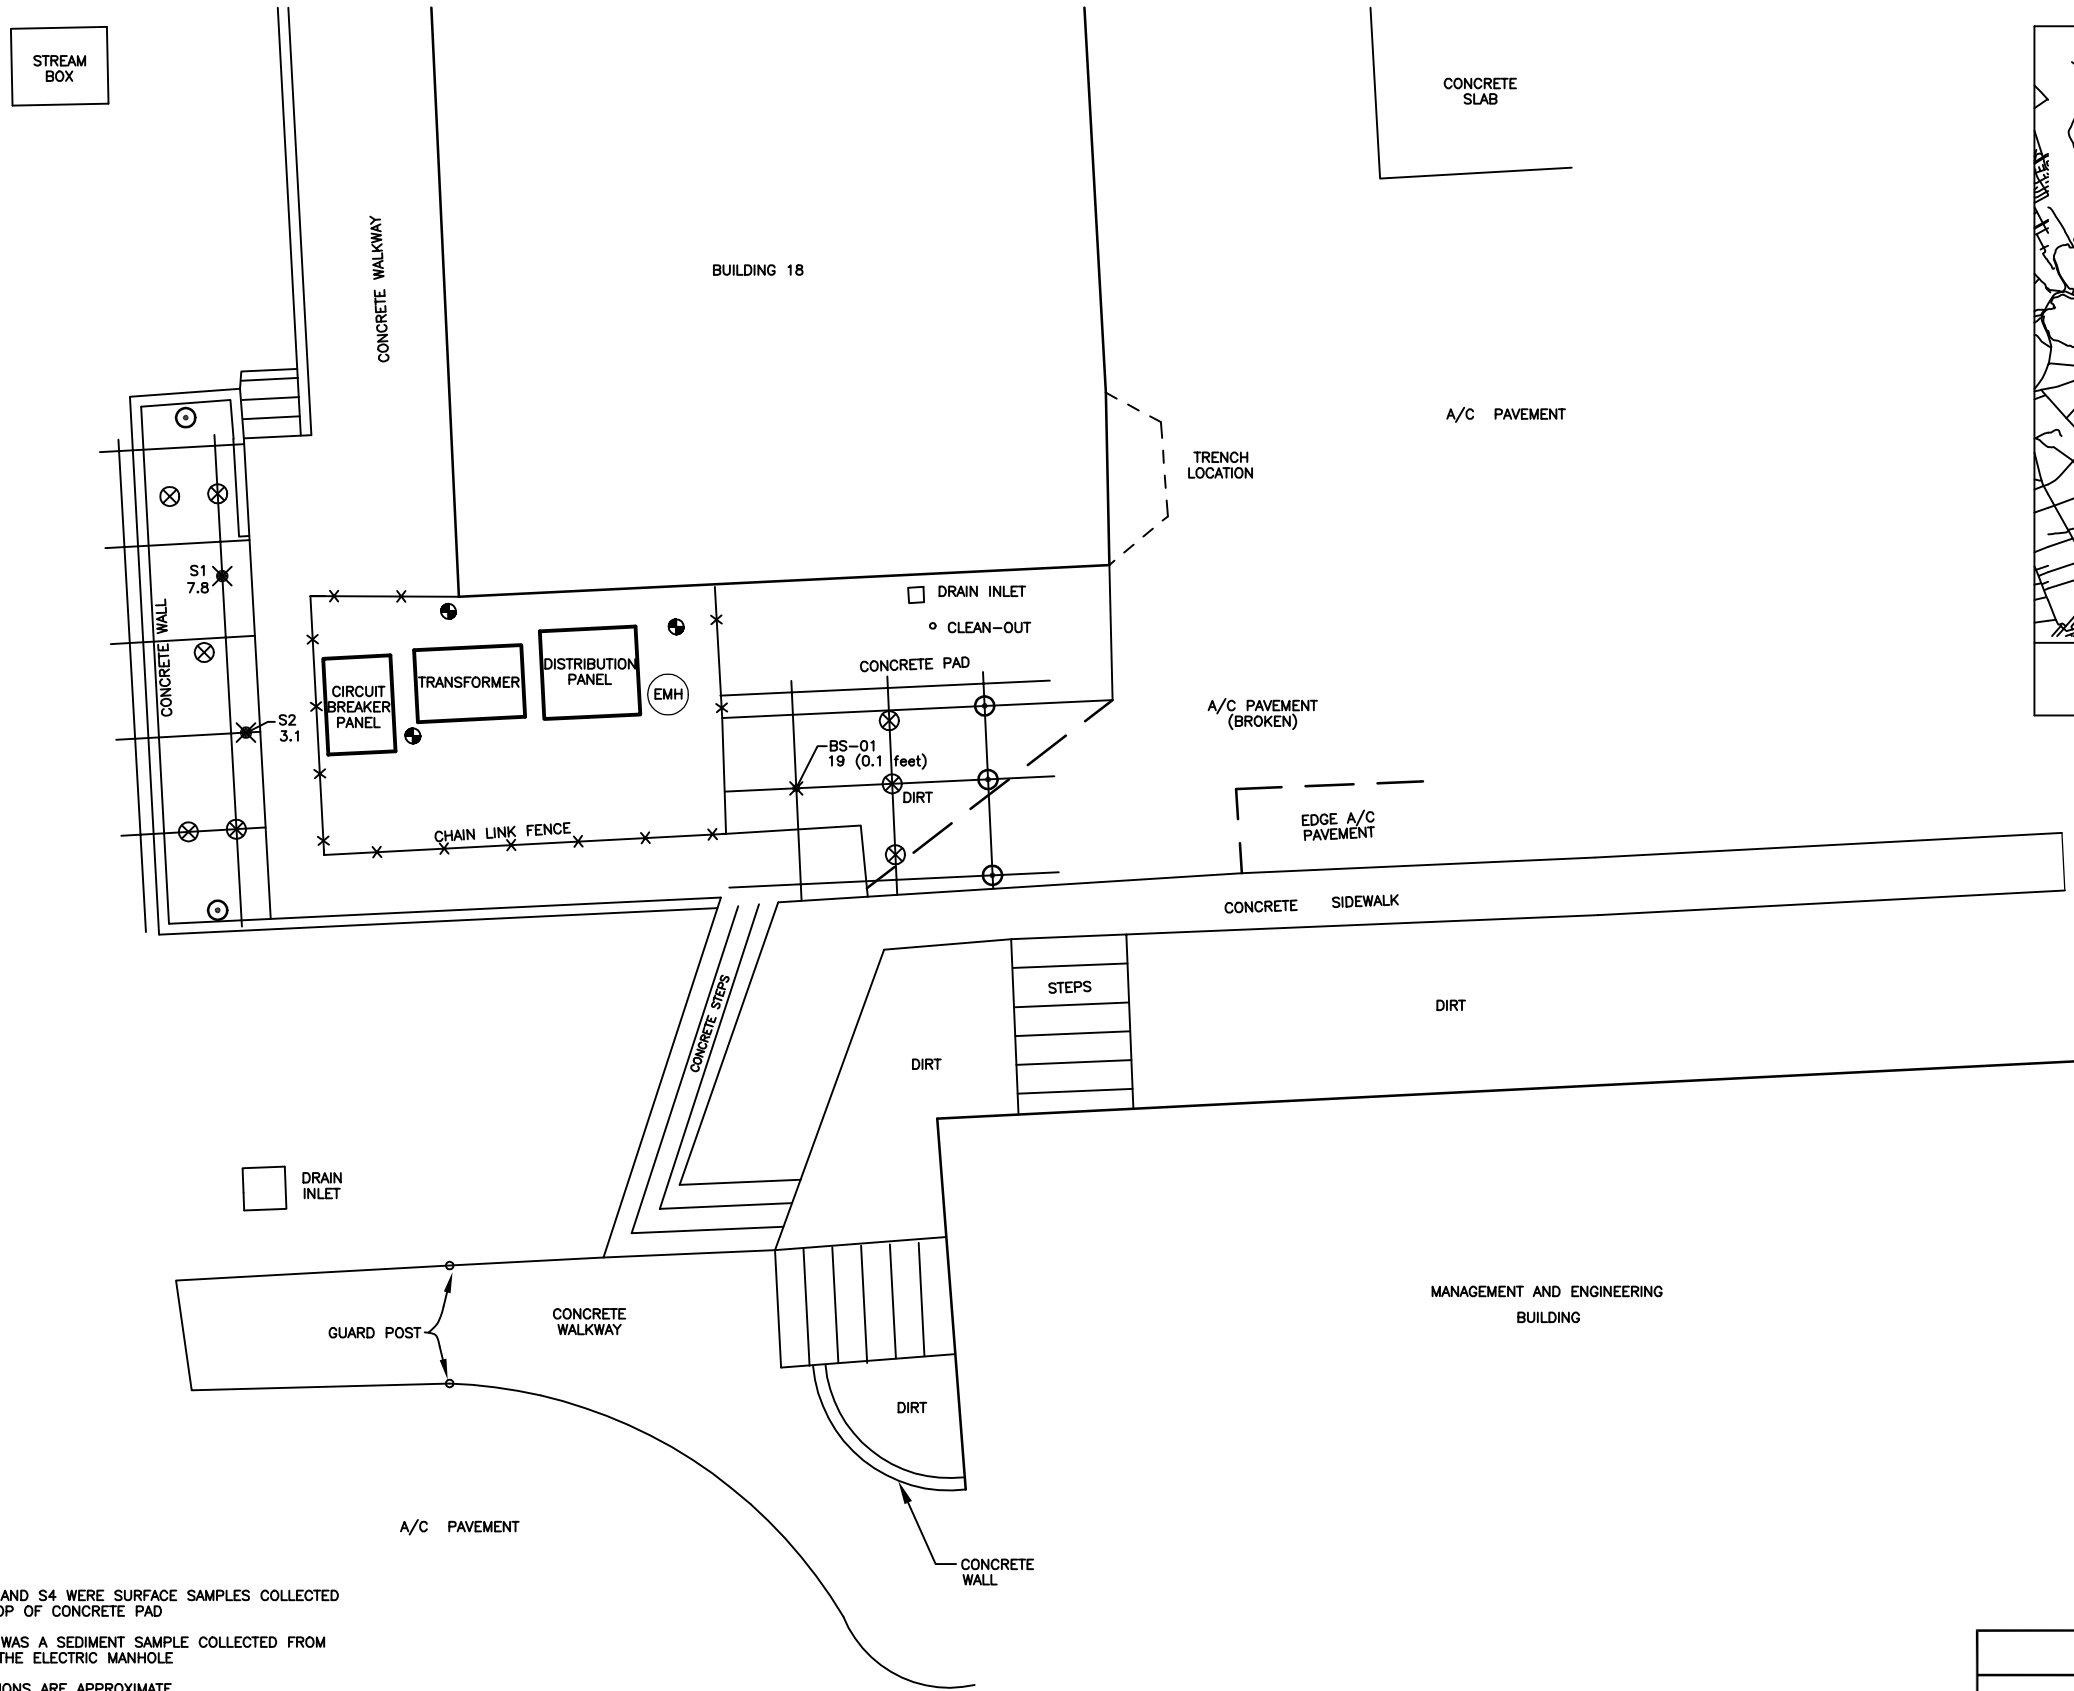 STREAM
BOX
CONCRETE
SLAB
CONCRETE WALKWAY
BUILDING 18
A/C PAVEMENT
TRENCH
LOCATION
S1
7.8
CONCRETE WALL
DRAIN INLET
CLEAN-OUT
CONCRETE PAD
CIRCUIT
BREAKER
PANEL
TRANSFORMER
DISTRIBUTION
PANEL
EMH
S2
3.1
BS-01
19 (0.1 feet)
DIRT
A/C PAVEMENT
(BROKEN)
EDGE A/C
PAVEMENT
CHAIN LINK FENCE
CONCRETE SIDEWALK
CONCRETE STEPS
STEPS
DIRT
DIRT
DRAIN
INLET
GUARD POST
CONCRETE
WALKWAY
MANAGEMENT AND ENGINEERING
BUILDING
DIRT
A/C PAVEMENT
CONCRETE
WALL
AND S4 WERE SURFACE SAMPLES COLLECTED
OF CONCRETE PAD
WAS A SEDIMENT SAMPLE COLLECTED FROM
THE ELECTRIC MANHOLE
ARE APPROXIMATE